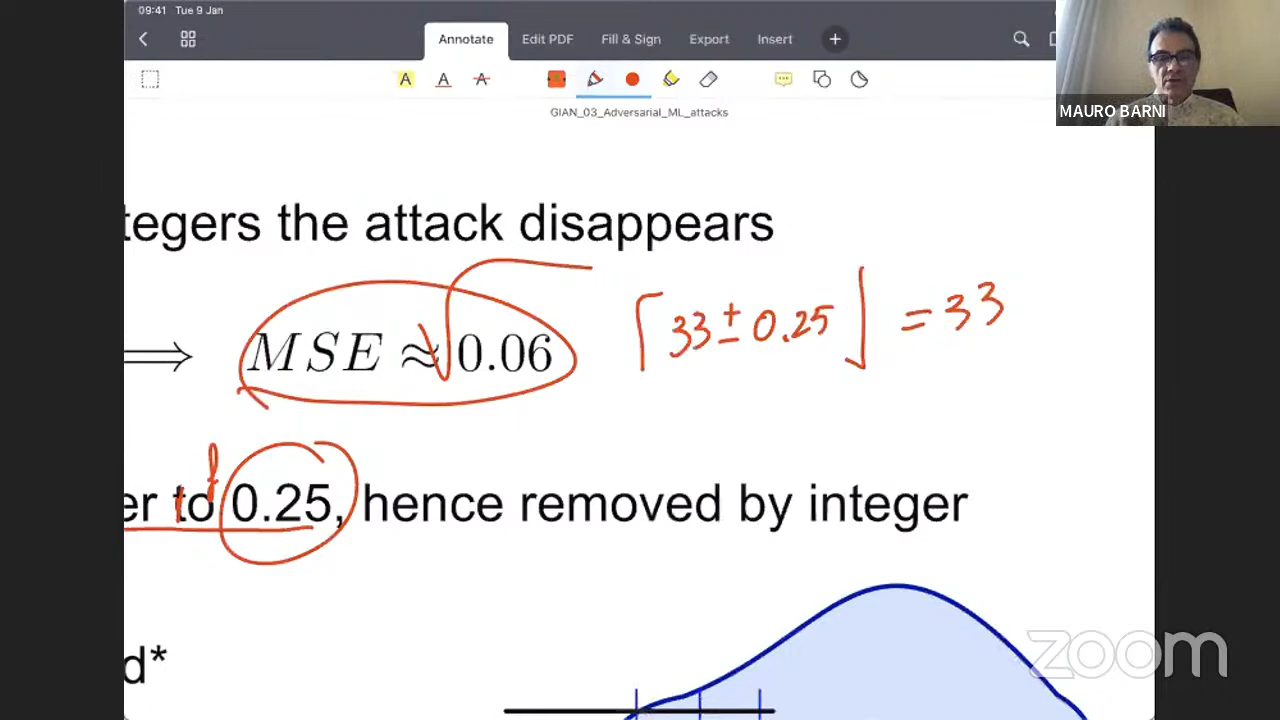 09:41 Tue 9 Jan
Annotate Edit PDF Fill & Sign Export Insert
A A A
GIAN_03_Adversarial_ML_attacks
MAURO BARNI
tegers the attack disappears
⟹ MSE ≈ √0.06 ⌈33 ± 0.25⌋ = 33
er to 0.25, hence removed by integer
d*
zoom